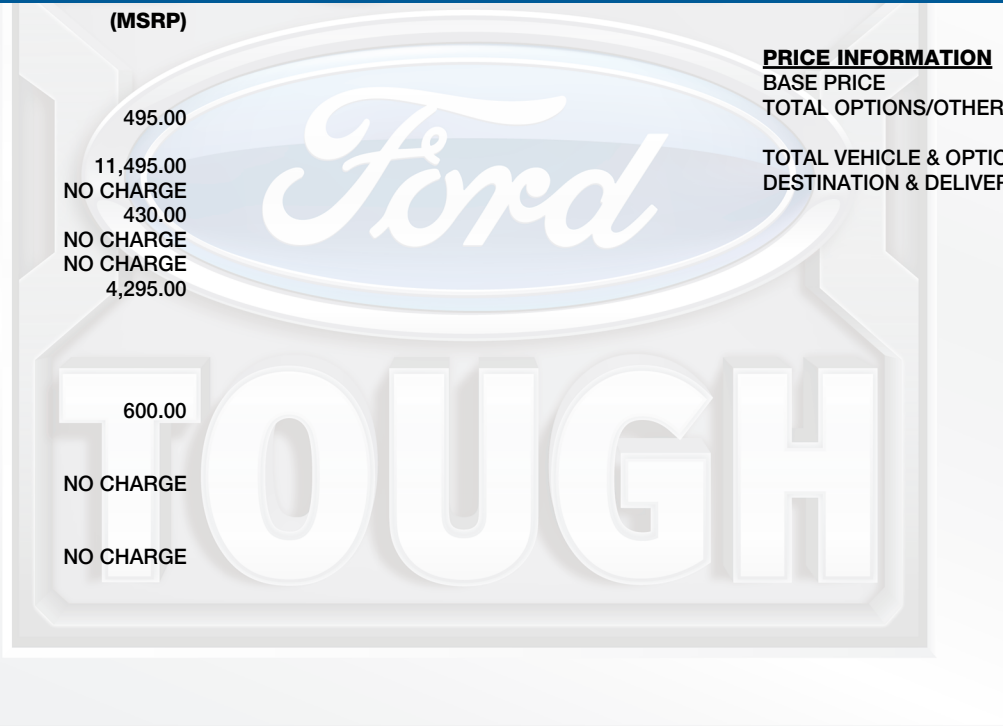 (MSRP)
PRICE INFORMATION
BASE PRICE
TOTAL OPTIONS/OTHER
TOTAL VEHICLE & OPTIO
DESTINATION & DELIVER
495.00
11,495.00
NO CHARGE
430.00
NO CHARGE
NO CHARGE
4,295.00
600.00
NO CHARGE
NO CHARGE
Ford
TOUGH